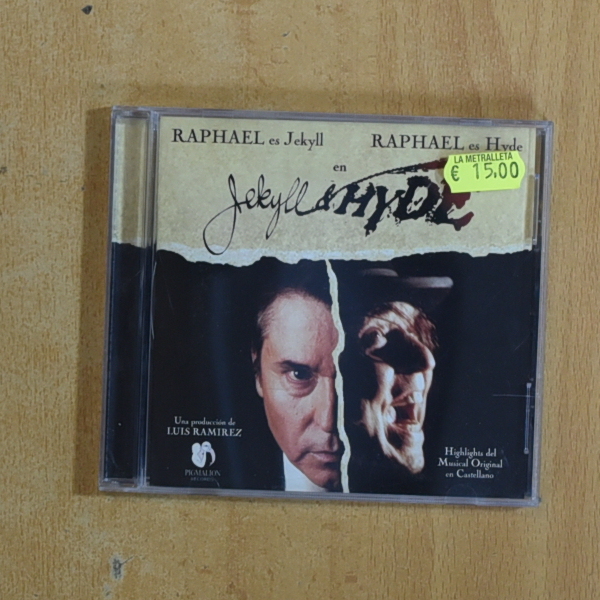 RAPHAEL es Jekyll
RAPHAEL es Hyde
en
Jekyll & HYDE
LA METRALLETA
€ 15.00
Una producción de
LUIS RAMIREZ
PIGMALION
Highlights del
Musical Original
en Castellano